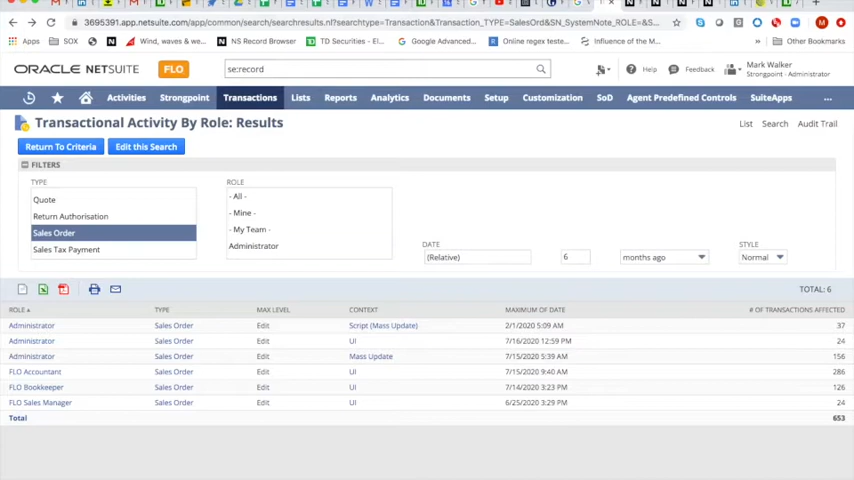 3695391.app.netsuite.com/app/common/search/searchresults.nl?searchtype=Transaction&Transaction_TYPE=SalesOrd&SN_SystemNote_ROLE=&S...
Apps
SOX
Wind, waves & we...
NS Record Browser
TD Securities - El...
Google Advanced...
Online regex teste...
Influence of the Mo...
»
Other Bookmarks
ORACLE NETSUITE
FLO
se:record
Help
Feedback
Mark Walker
Strongpoint - Administrator
Activities
Strongpoint
Transactions
Lists
Reports
Analytics
Documents
Setup
Customization
SoD
Agent Predefined Controls
SuiteApps
...
Transactional Activity By Role: Results
List
Search
Audit Trail
Return To Criteria
Edit this Search
FILTERS
TYPE
Quote
Return Authorisation
Sales Order
Sales Tax Payment
ROLE
- All -
- Mine -
- My Team -
Administrator
DATE
(Relative)
6
months ago
STYLE
Normal
TOTAL: 6
ROLE TYPE MAX LEVEL CONTEXT MAXIMUM OF DATE # OF TRANSACTIONS AFFECTED
Administrator Sales Order Edit Script (Mass Update) 2/1/2020 5:09 AM 37
Administrator Sales Order Edit UI 7/16/2020 12:59 PM 24
Administrator Sales Order Edit Mass Update 7/15/2020 5:39 AM 156
FLO Accountant Sales Order Edit UI 7/15/2020 9:40 AM 286
FLO Bookkeeper Sales Order Edit UI 7/14/2020 3:23 PM 126
FLO Sales Manager Sales Order Edit UI 6/25/2020 3:29 PM 24
Total 653